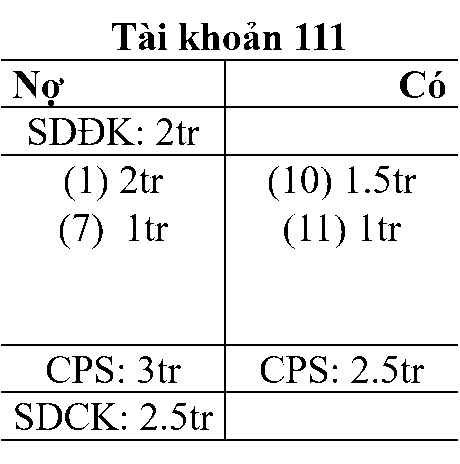 Tài khoản 111
Nợ Có
SDĐK: 2tr
(1) 2tr (10) 1.5tr
(7) 1tr (11) 1tr
CPS: 3tr CPS: 2.5tr
SDCK: 2.5tr